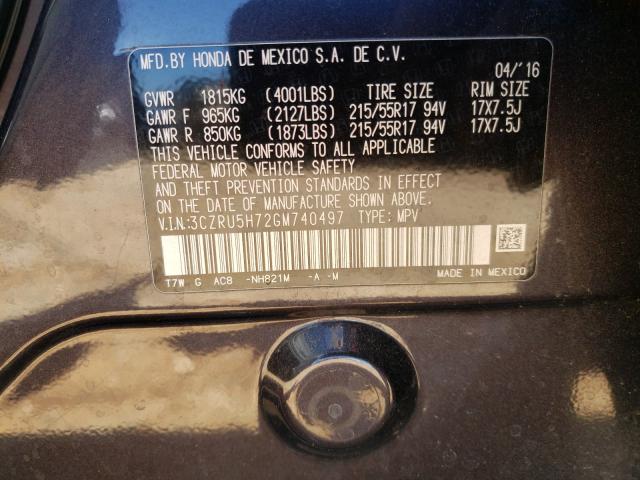 MFD.BY HONDA DE MEXICO S.A. DE C.V.
04/'16
GVWR 1815KG (4001LBS) TIRE SIZE RIM SIZE
GAWR F 965KG (2127LBS) 215/55R17 94V 17X7.5J
GAWR R 850KG (1873LBS) 215/55R17 94V 17X7.5J
THIS VEHICLE CONFORMS TO ALL APPLICABLE
FEDERAL MOTOR VEHICLE SAFETY
AND THEFT PREVENTION STANDARDS IN EFFECT
ON THE DATE OF MANUFACTURE SHOWN ABOVE.
V.I.N:3CZRU5H72GM740497 TYPE: MPV
T7W G AC8 -NH821M -A -M
MADE IN MEXICO